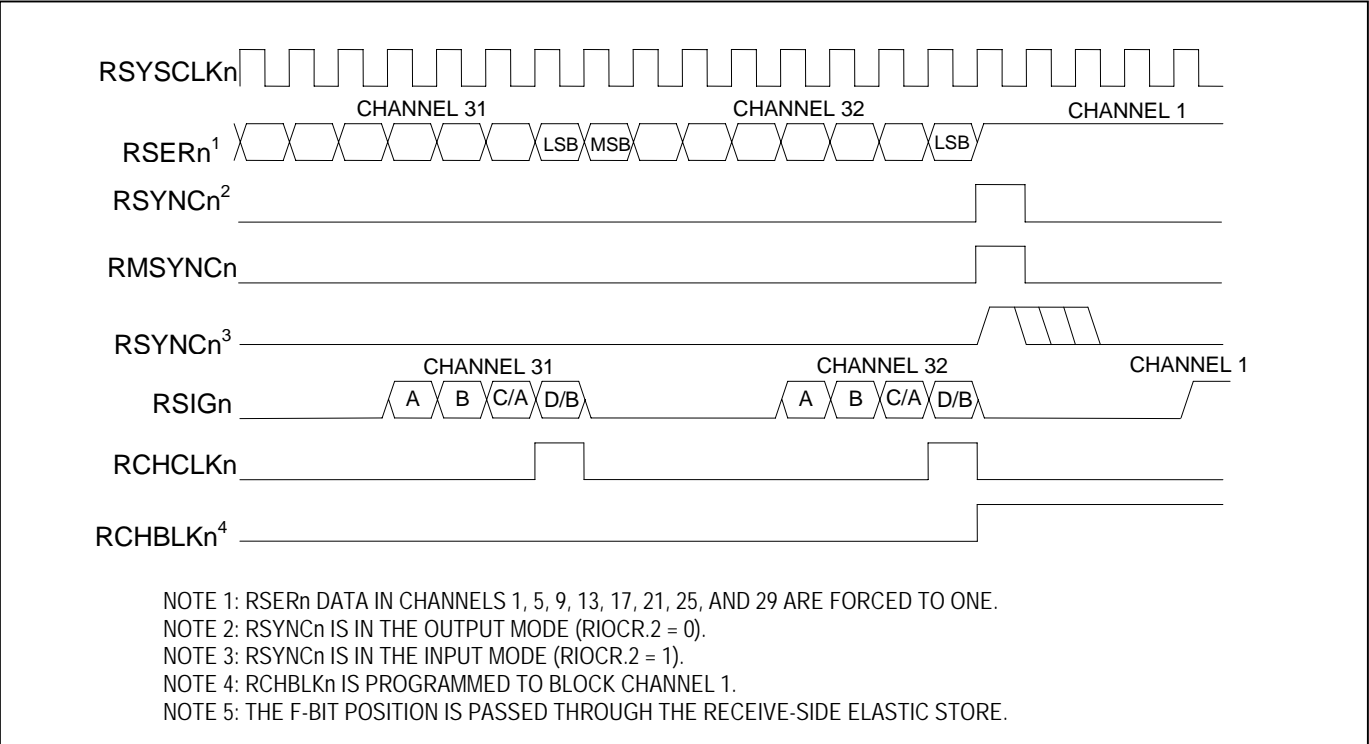 RSYSCLKn
CHANNEL 31 CHANNEL 32 CHANNEL 1
RSERn1 LSB MSB LSB
RSYNCn2
RMSYNCn
RSYNCn3
CHANNEL 31 CHANNEL 32 CHANNEL 1
RSIGn A B C/A D/B A B C/A D/B
RCHCLKn
RCHBLKn4
NOTE 1: RSERn DATA IN CHANNELS 1, 5, 9, 13, 17, 21, 25, AND 29 ARE FORCED TO ONE.
NOTE 2: RSYNCn IS IN THE OUTPUT MODE (RIOCR.2 = 0).
NOTE 3: RSYNCn IS IN THE INPUT MODE (RIOCR.2 = 1).
NOTE 4: RCHBLKn IS PROGRAMMED TO BLOCK CHANNEL 1.
NOTE 5: THE F-BIT POSITION IS PASSED THROUGH THE RECEIVE-SIDE ELASTIC STORE.